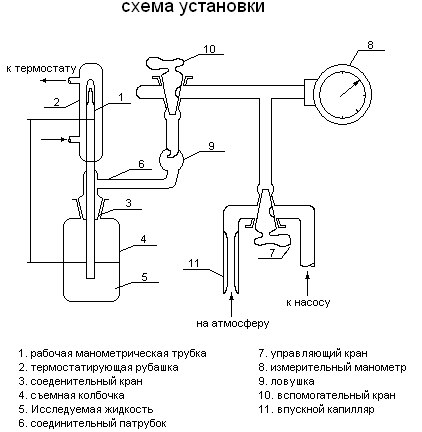 схема установки
10
8
к термостату
2
1
9
6
3
4
7
11
5
к насосу
на атмосферу
1. рабочая манометрическая трубка
2. термостатирующая рубашка
3. соеденительный кран
4. съемная колбочка
5. Исследуемая жидкость
6. соединительный патрубок
7. управляющий кран
8. измерительный манометр
9. ловушка
10. вспомогательный кран
11. впускной капилляр